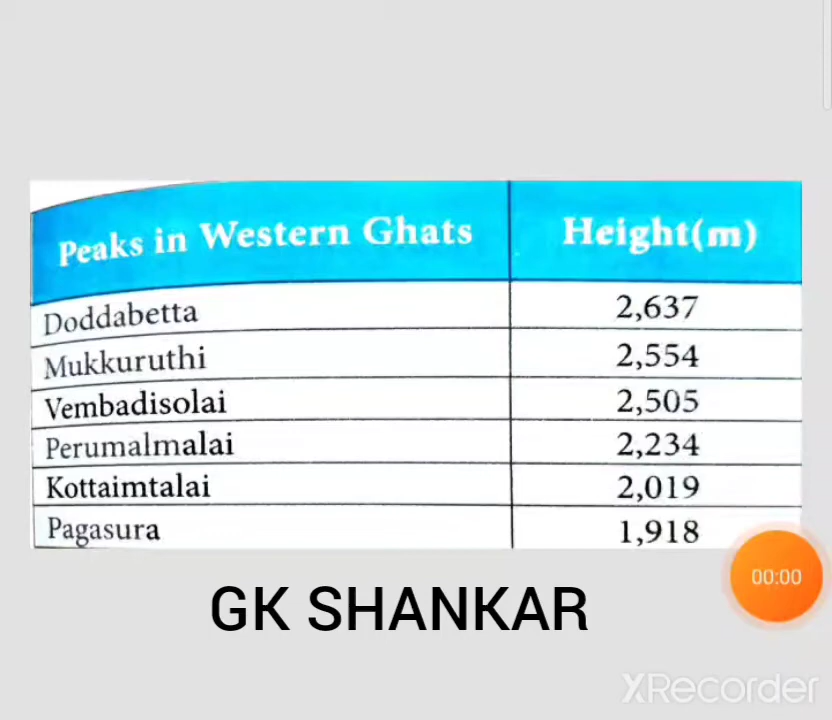 Peaks in Western Ghats Height(m)
Doddabetta 2,637
Mukkuruthi 2,554
Vembadisolai 2,505
Perumalmalai 2,234
Kottaimtalai 2,019
Pagasura 1,918
00:00
GK SHANKAR
XRecorder